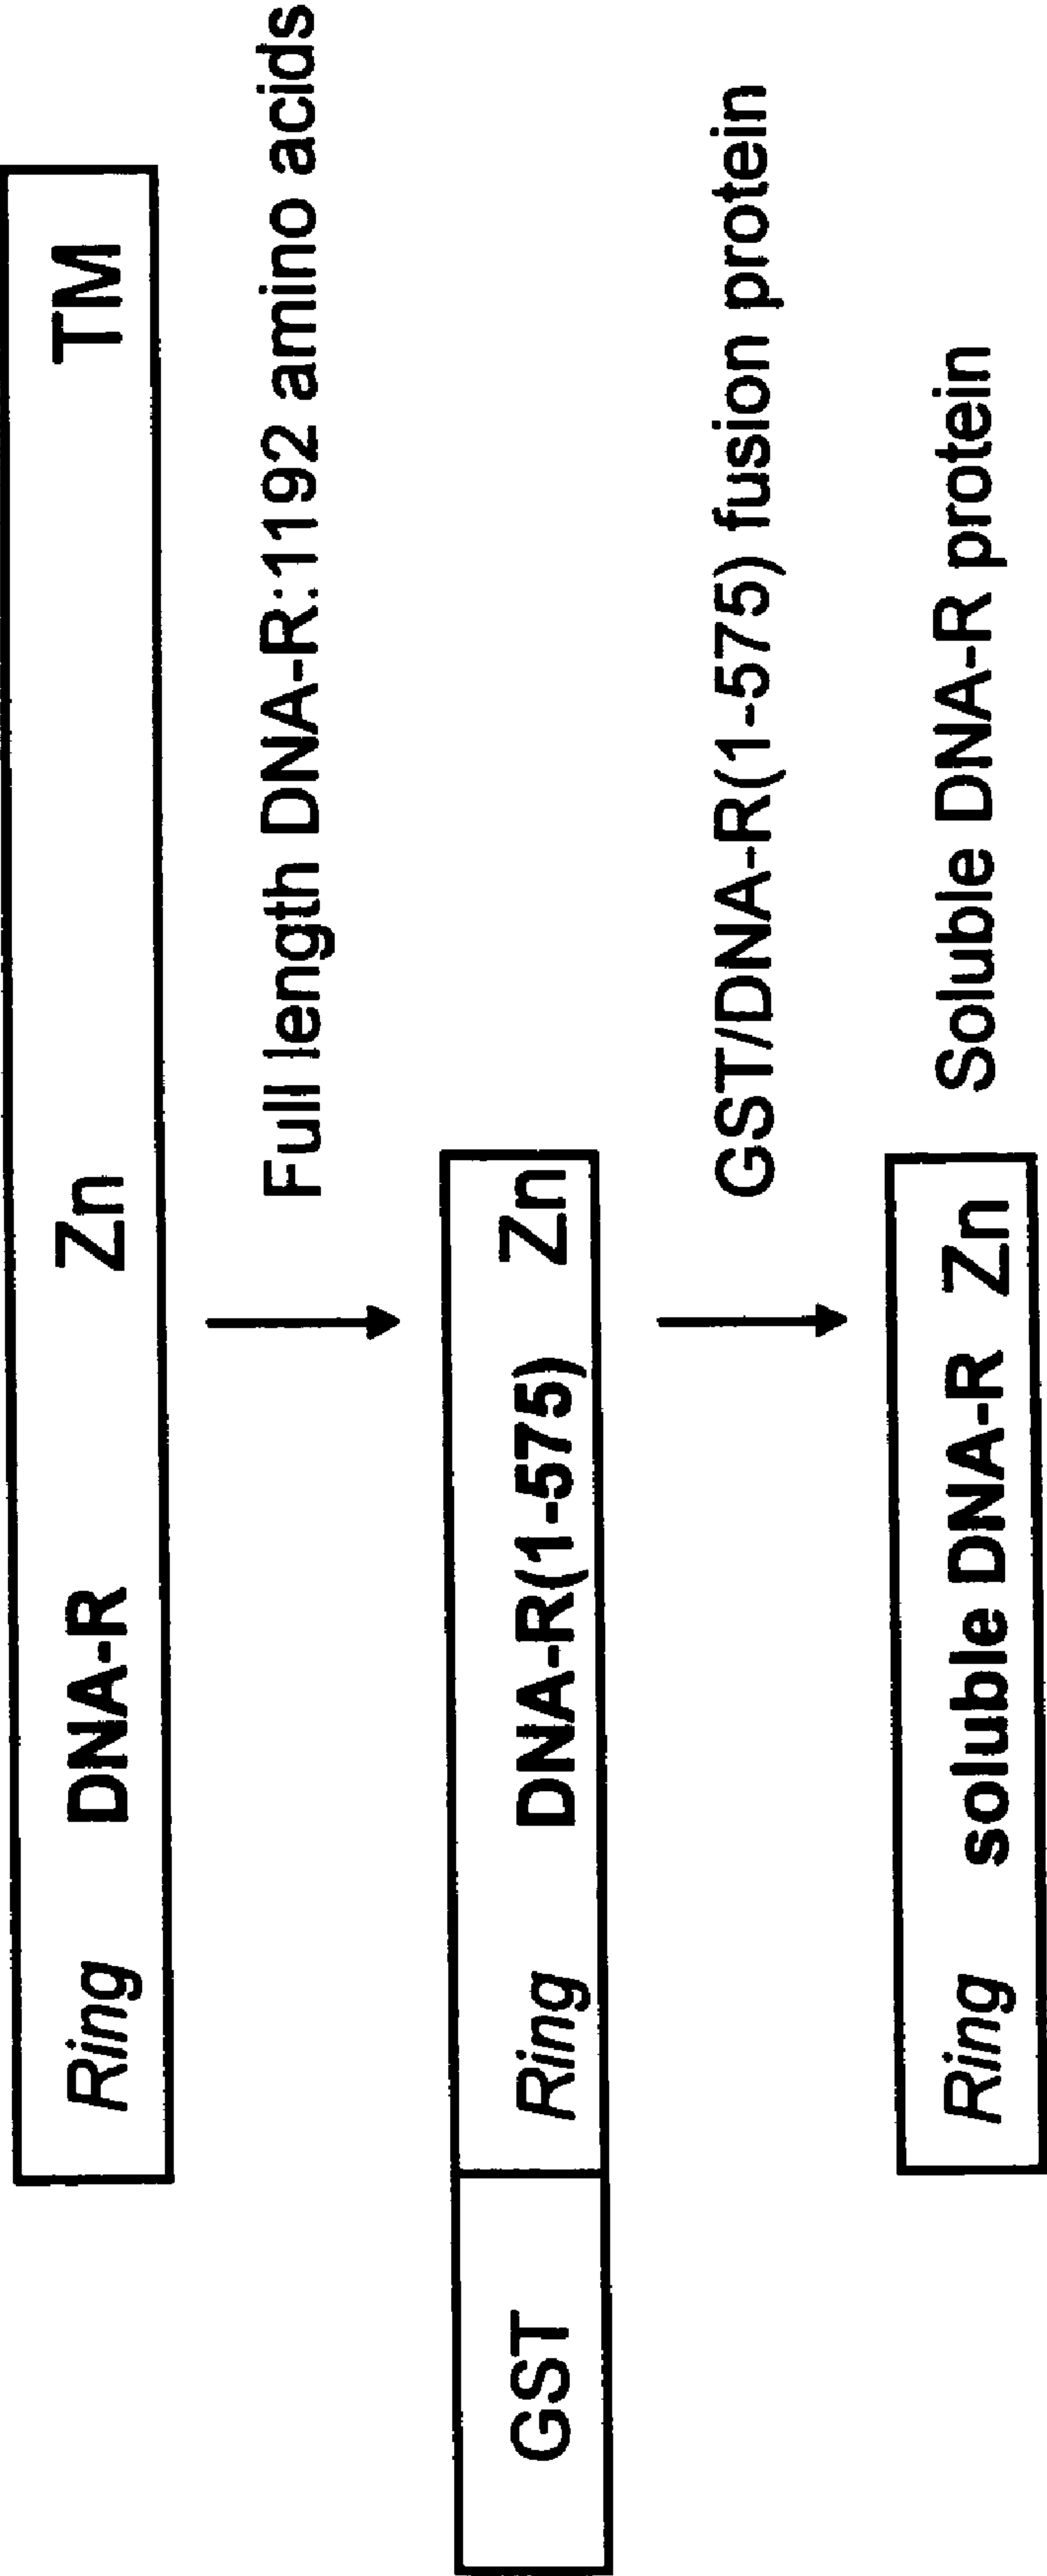 Ring DNA-R Zn TM
Full length DNA-R:1192 amino acids
GST Ring DNA-R(1-575) Zn
GST/DNA-R(1-575) fusion protein
Ring soluble DNA-R Zn
Soluble DNA-R protein